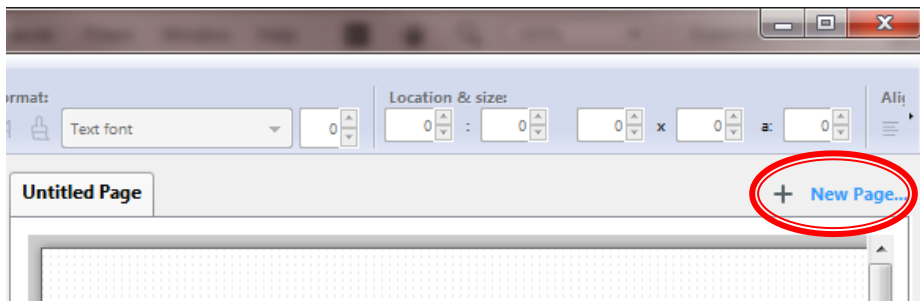 ormat:
Location & size:
Text font
0
0 : 0
0 x 0
a: 0
Untitled Page
+ New Page...